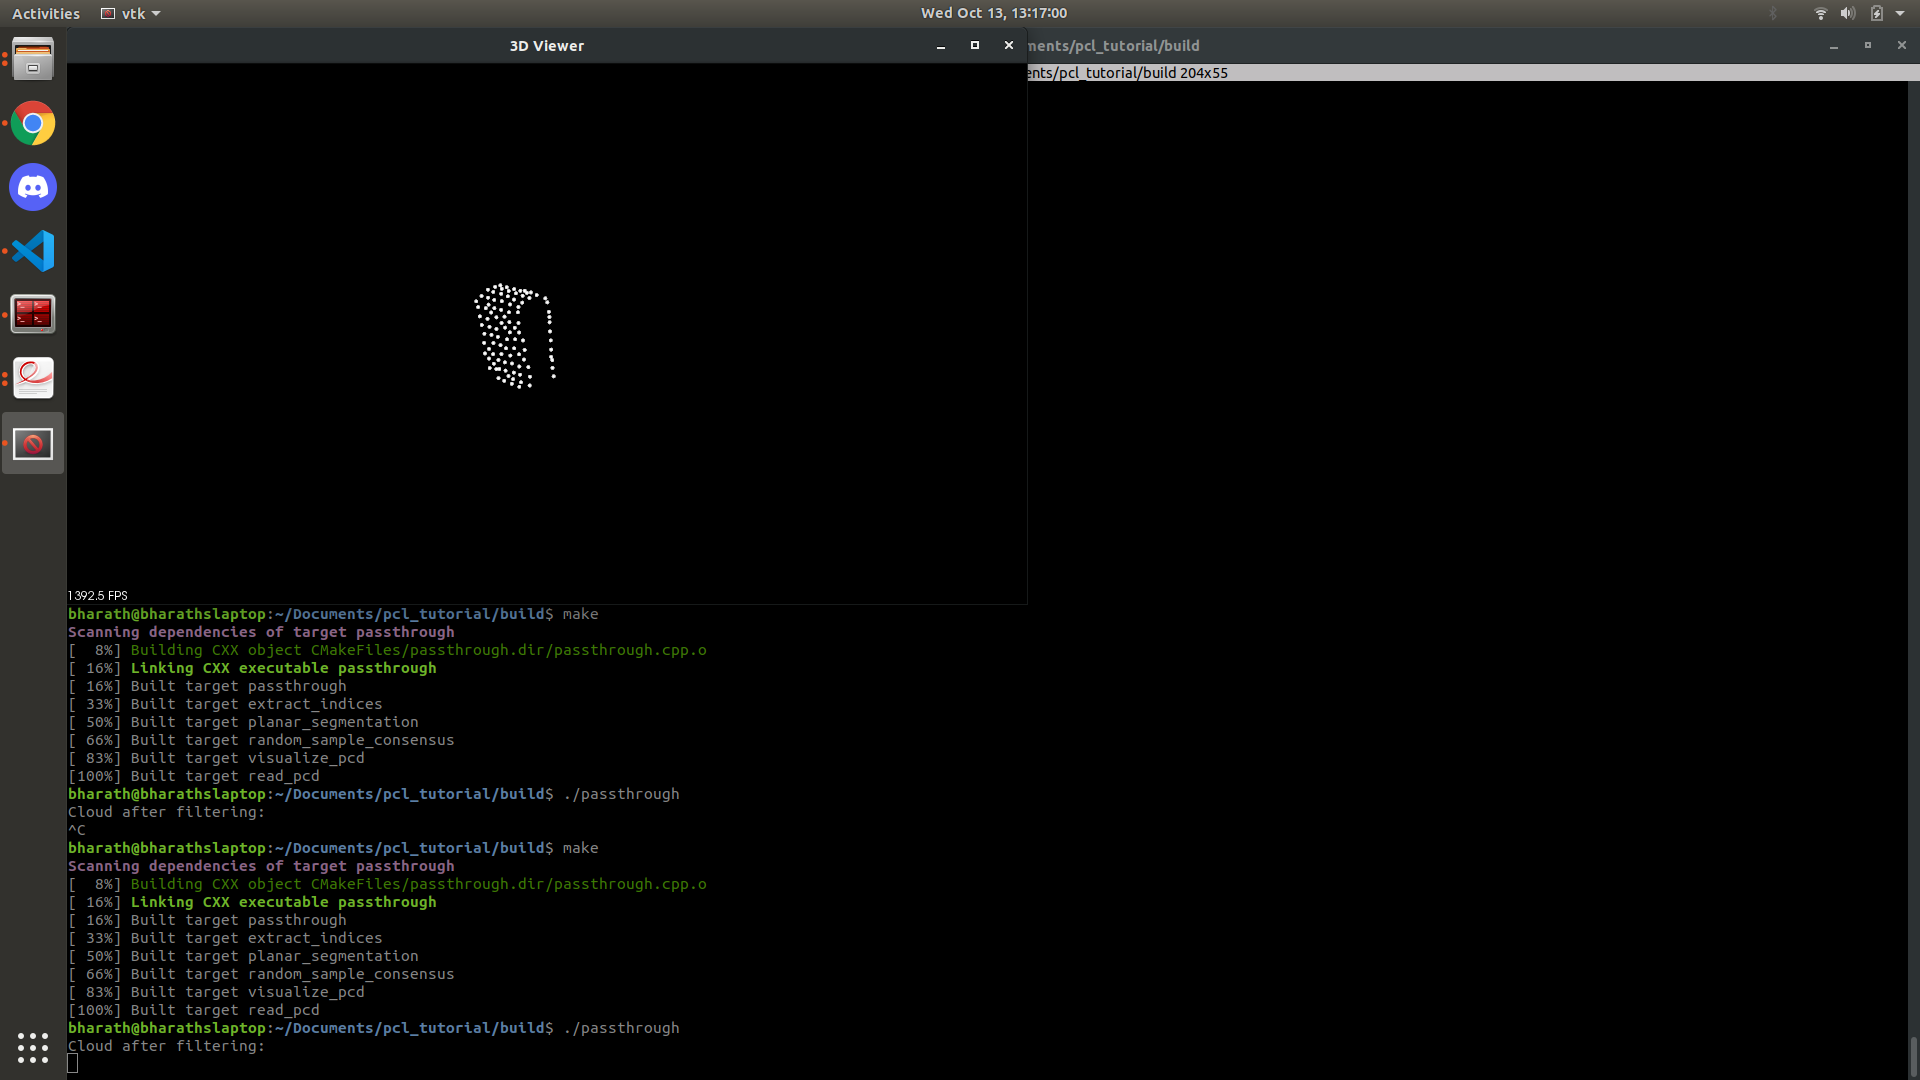 Activities vtk Wed Oct 13, 13:17:00
3D Viewer
ments/pcl_tutorial/build
ents/pcl_tutorial/build 204x55
1392.5 FPS
bharath@bharathslaptop:~/Documents/pcl_tutorial/build$ make
Scanning dependencies of target passthrough
[  8%] Building CXX object CMakeFiles/passthrough.dir/passthrough.cpp.o
[ 16%] Linking CXX executable passthrough
[ 16%] Built target passthrough
[ 33%] Built target extract_indices
[ 50%] Built target planar_segmentation
[ 66%] Built target random_sample_consensus
[ 83%] Built target visualize_pcd
[100%] Built target read_pcd
bharath@bharathslaptop:~/Documents/pcl_tutorial/build$ ./passthrough
Cloud after filtering:
^C
bharath@bharathslaptop:~/Documents/pcl_tutorial/build$ make
Scanning dependencies of target passthrough
[  8%] Building CXX object CMakeFiles/passthrough.dir/passthrough.cpp.o
[ 16%] Linking CXX executable passthrough
[ 16%] Built target passthrough
[ 33%] Built target extract_indices
[ 50%] Built target planar_segmentation
[ 66%] Built target random_sample_consensus
[ 83%] Built target visualize_pcd
[100%] Built target read_pcd
bharath@bharathslaptop:~/Documents/pcl_tutorial/build$ ./passthrough
Cloud after filtering: